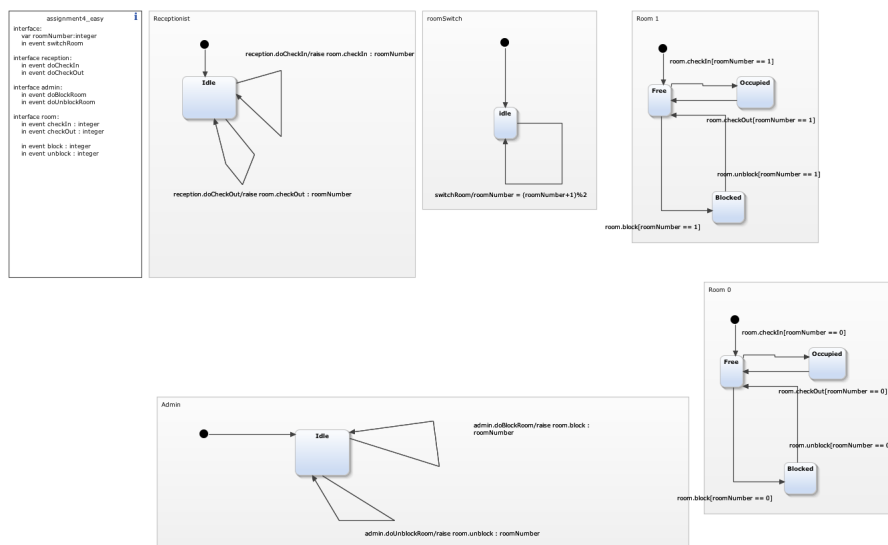 assignment4_easy
i
interface:
var roomNumber:integer
in event switchRoom
interface reception:
in event doCheckIn
in event doCheckOut
interface admin:
in event doBlockRoom
in event doUnblockRoom
interface room:
in event checkIn : integer
in event checkOut : integer
in event block : integer
in event unblock : integer
Receptionist
reception.doCheckIn/raise room.checkIn : roomNumber
Idle
reception.doCheckOut/raise room.checkOut : roomNumber
roomSwitch
idle
switchRoom/roomNumber = (roomNumber+1)%2
Room 1
room.checkIn[roomNumber == 1]
Free
Occupied
room.checkOut[roomNumber == 1]
room.unblock[roomNumber == 1]
Blocked
room.block[roomNumber == 1]
Room 0
room.checkIn[roomNumber == 0]
Free
Occupied
room.checkOut[roomNumber == 0]
room.unblock[roomNumber == 0
Blocked
room.block[roomNumber == 0]
Admin
Idle
admin.doBlockRoom/raise room.block :
roomNumber
admin.doUnblockRoom/raise room.unblock : roomNumber